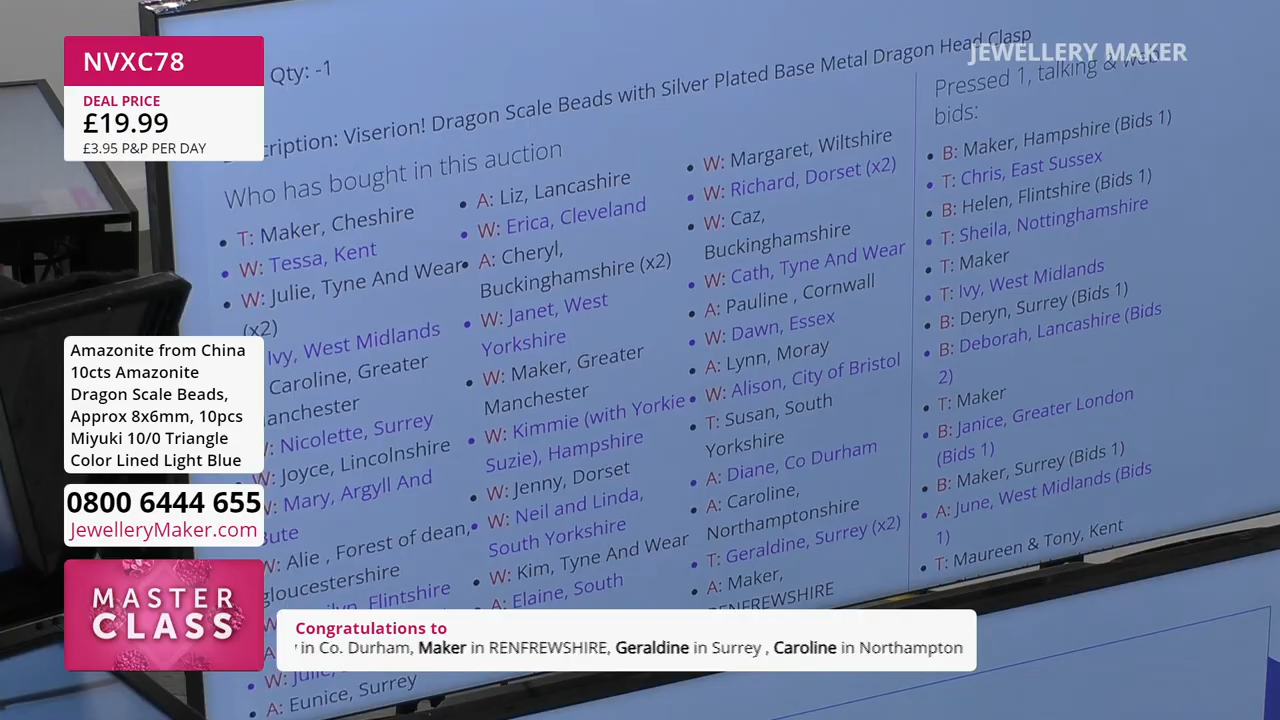 NVXC78
DEAL PRICE
£19.99
£3.95 P&P PER DAY
JEWELLERY MAKER
Qty: -1
cription: Viserion! Dragon Scale Beads with Silver Plated Base Metal Dragon Head Clasp
Who has bought in this auction
T: Maker, Cheshire
W: Tessa, Kent
W: Julie, Tyne And Wear
(x2)
Ivy, West Midlands
Caroline, Greater
anchester
W: Nicolette, Surrey
W: Joyce, Lincolnshire
W: Mary, Argyll And
Bute
W: Alie , Forest of dean,
gloucestershire
Flintshire
A: Eunice, Surrey
A: Liz, Lancashire
W: Erica, Cleveland
A: Cheryl,
Buckinghamshire (x2)
W: Janet, West
Yorkshire
W: Maker, Greater
Manchester
W: Kimmie (with Yorkie
Suzie), Hampshire
W: Jenny, Dorset
W: Neil and Linda,
South Yorkshire
W: Kim, Tyne And Wear
A: Elaine, South
W: Margaret, Wiltshire
W: Richard, Dorset (x2)
W: Caz,
Buckinghamshire
W: Cath, Tyne And Wear
A: Pauline , Cornwall
W: Dawn, Essex
A: Lynn, Moray
W: Alison, City of Bristol
T: Susan, South
Yorkshire
A: Diane, Co Durham
A: Caroline,
Northamptonshire
T: Geraldine, Surrey (x2)
A: Maker,
RENFREWSHIRE
Pressed 1, talking & web
bids:
B: Maker, Hampshire (Bids 1)
T: Chris, East Sussex
B: Helen, Flintshire (Bids 1)
T: Sheila, Nottinghamshire
T: Maker
T: Ivy, West Midlands
B: Deryn, Surrey (Bids 1)
B: Deborah, Lancashire (Bids
2)
T: Maker
B: Janice, Greater London
(Bids 1)
B: Maker, Surrey (Bids 1)
A: June, West Midlands (Bids
1)
T: Maureen & Tony, Kent
Amazonite from China
10cts Amazonite
Dragon Scale Beads,
Approx 8x6mm, 10pcs
Miyuki 10/0 Triangle
Color Lined Light Blue
0800 6444 655
JewelleryMaker.com
MASTER
CLASS
Congratulations to
in Co. Durham, Maker in RENFREWSHIRE, Geraldine in Surrey , Caroline in Northampton